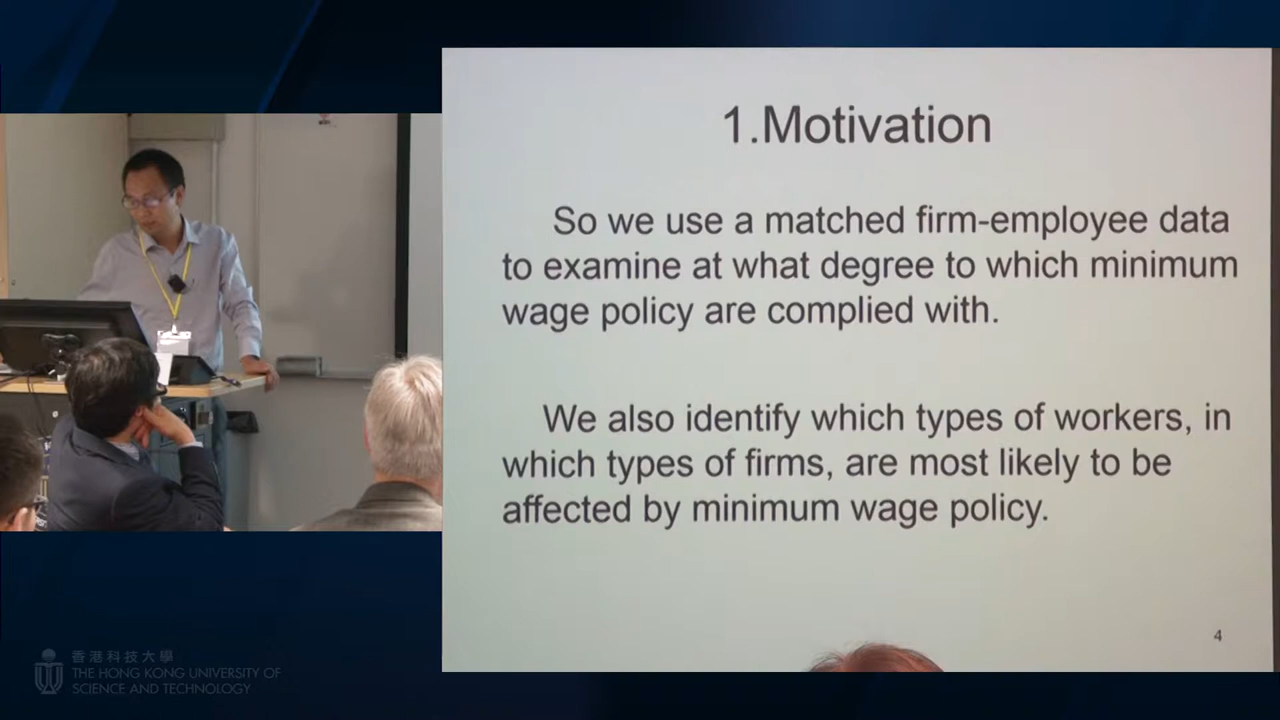 1.Motivation
So we use a matched firm-employee data
to examine at what degree to which minimum
wage policy are complied with.
We also identify which types of workers, in
which types of firms, are most likely to be
affected by minimum wage policy.
4
香港科技大學
THE HONG KONG UNIVERSITY OF
SCIENCE AND TECHNOLOGY